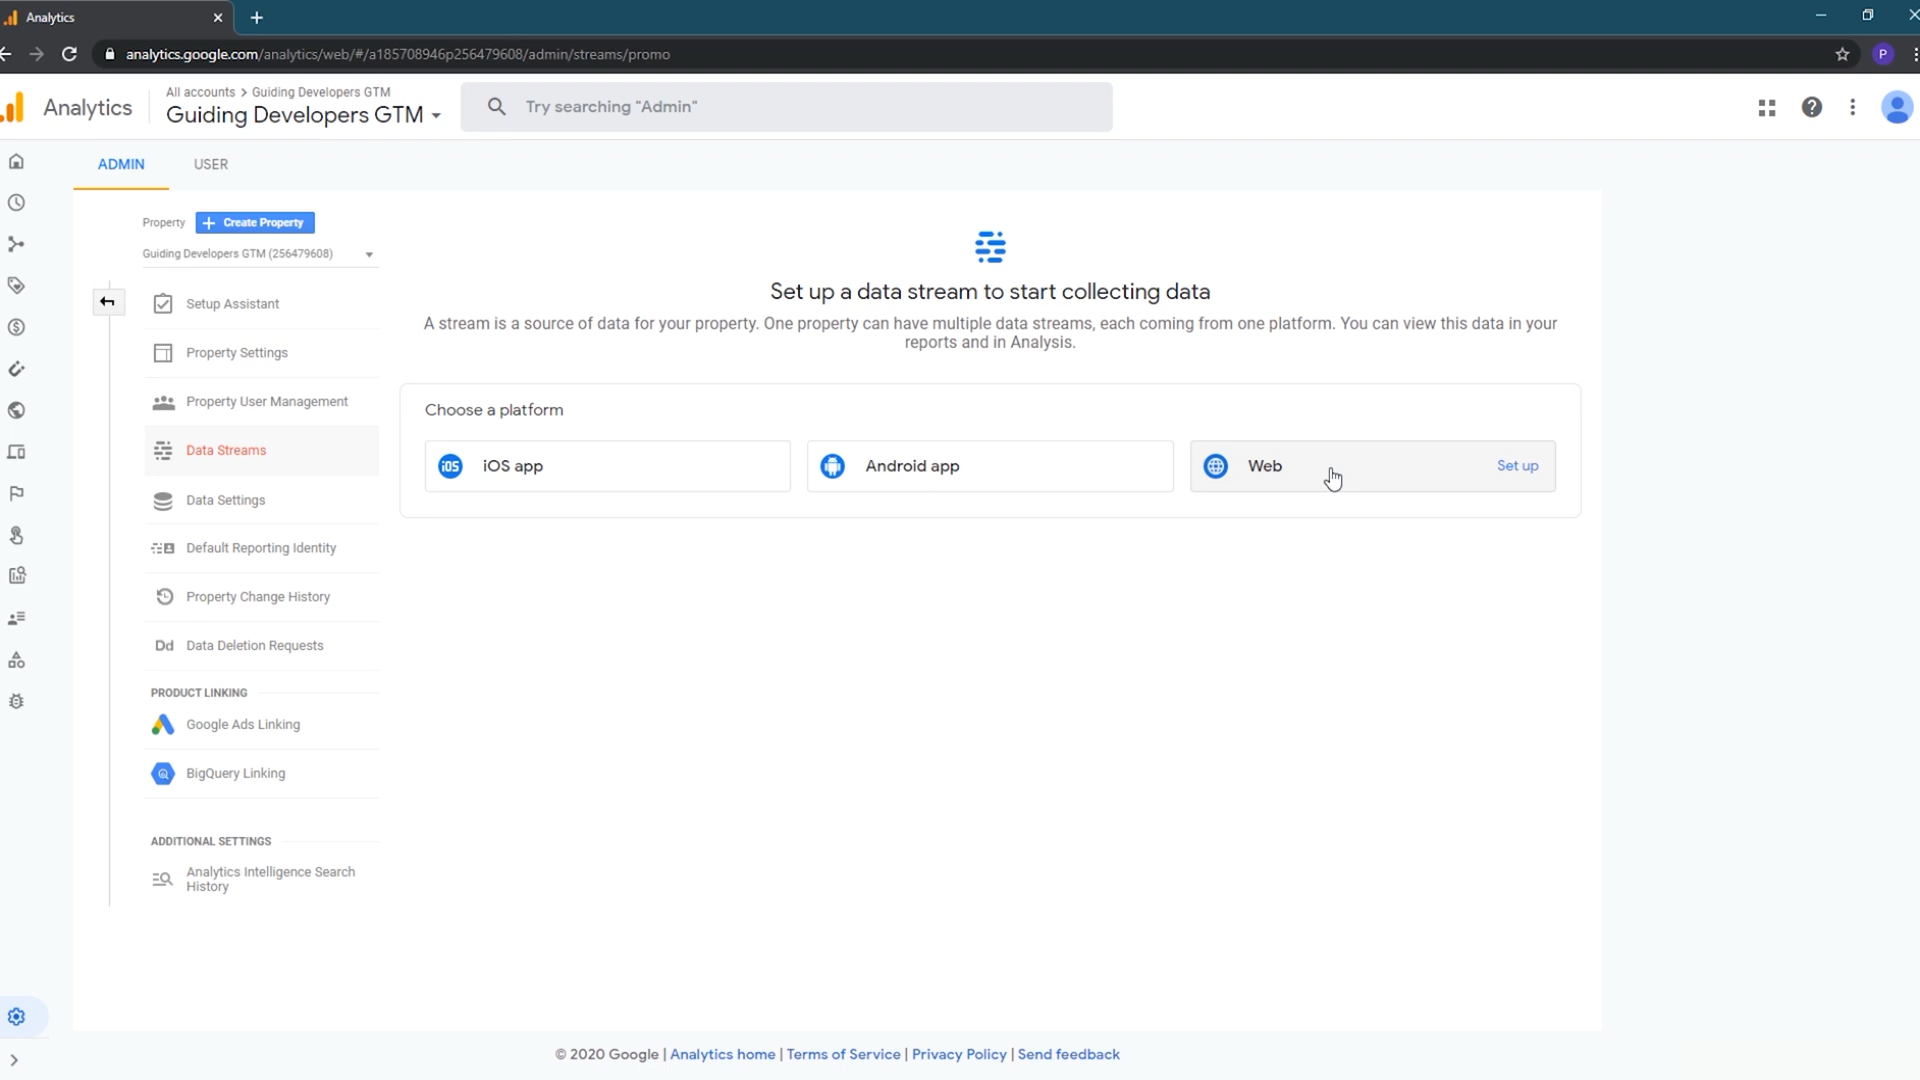 Analytics
analytics.google.com/analytics/web/#/a185708946p256479608/admin/streams/promo
P
Analytics
All accounts > Guiding Developers GTM
Guiding Developers GTM
Try searching "Admin"
ADMIN
USER
Property
Create Property
Guiding Developers GTM (256479608)
Setup Assistant
Property Settings
Property User Management
Data Streams
Data Settings
Default Reporting Identity
Property Change History
Dd Data Deletion Requests
PRODUCT LINKING
Google Ads Linking
BigQuery Linking
ADDITIONAL SETTINGS
Analytics Intelligence Search
History
Set up a data stream to start collecting data
A stream is a source of data for your property. One property can have multiple data streams, each coming from one platform. You can view this data in your
reports and in Analysis.
Choose a platform
iOS iOS app
Android app
Web
Set up
© 2020 Google | Analytics home | Terms of Service | Privacy Policy | Send feedback